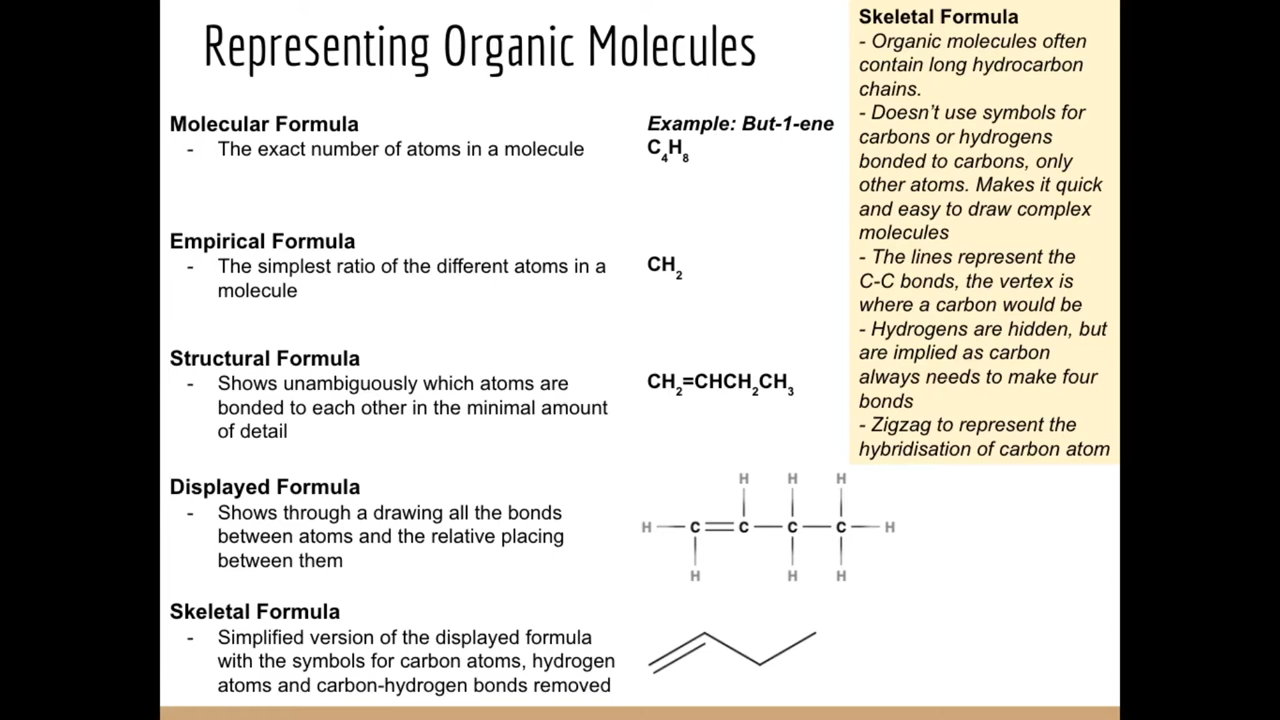 Representing Organic Molecules
Molecular Formula
- The exact number of atoms in a molecule
Example: But-1-ene
C₄H₈
Empirical Formula
- The simplest ratio of the different atoms in a
molecule
CH₂
Structural Formula
- Shows unambiguously which atoms are
bonded to each other in the minimal amount
of detail
CH₂=CHCH₂CH₃
Displayed Formula
- Shows through a drawing all the bonds
between atoms and the relative placing
between them
H H H
H C C C C H
H H H
Skeletal Formula
- Simplified version of the displayed formula
with the symbols for carbon atoms, hydrogen
atoms and carbon-hydrogen bonds removed
Skeletal Formula
- Organic molecules often
contain long hydrocarbon
chains.
- Doesn't use symbols for
carbons or hydrogens
bonded to carbons, only
other atoms. Makes it quick
and easy to draw complex
molecules
- The lines represent the
C-C bonds, the vertex is
where a carbon would be
- Hydrogens are hidden, but
are implied as carbon
always needs to make four
bonds
- Zigzag to represent the
hybridisation of carbon atom